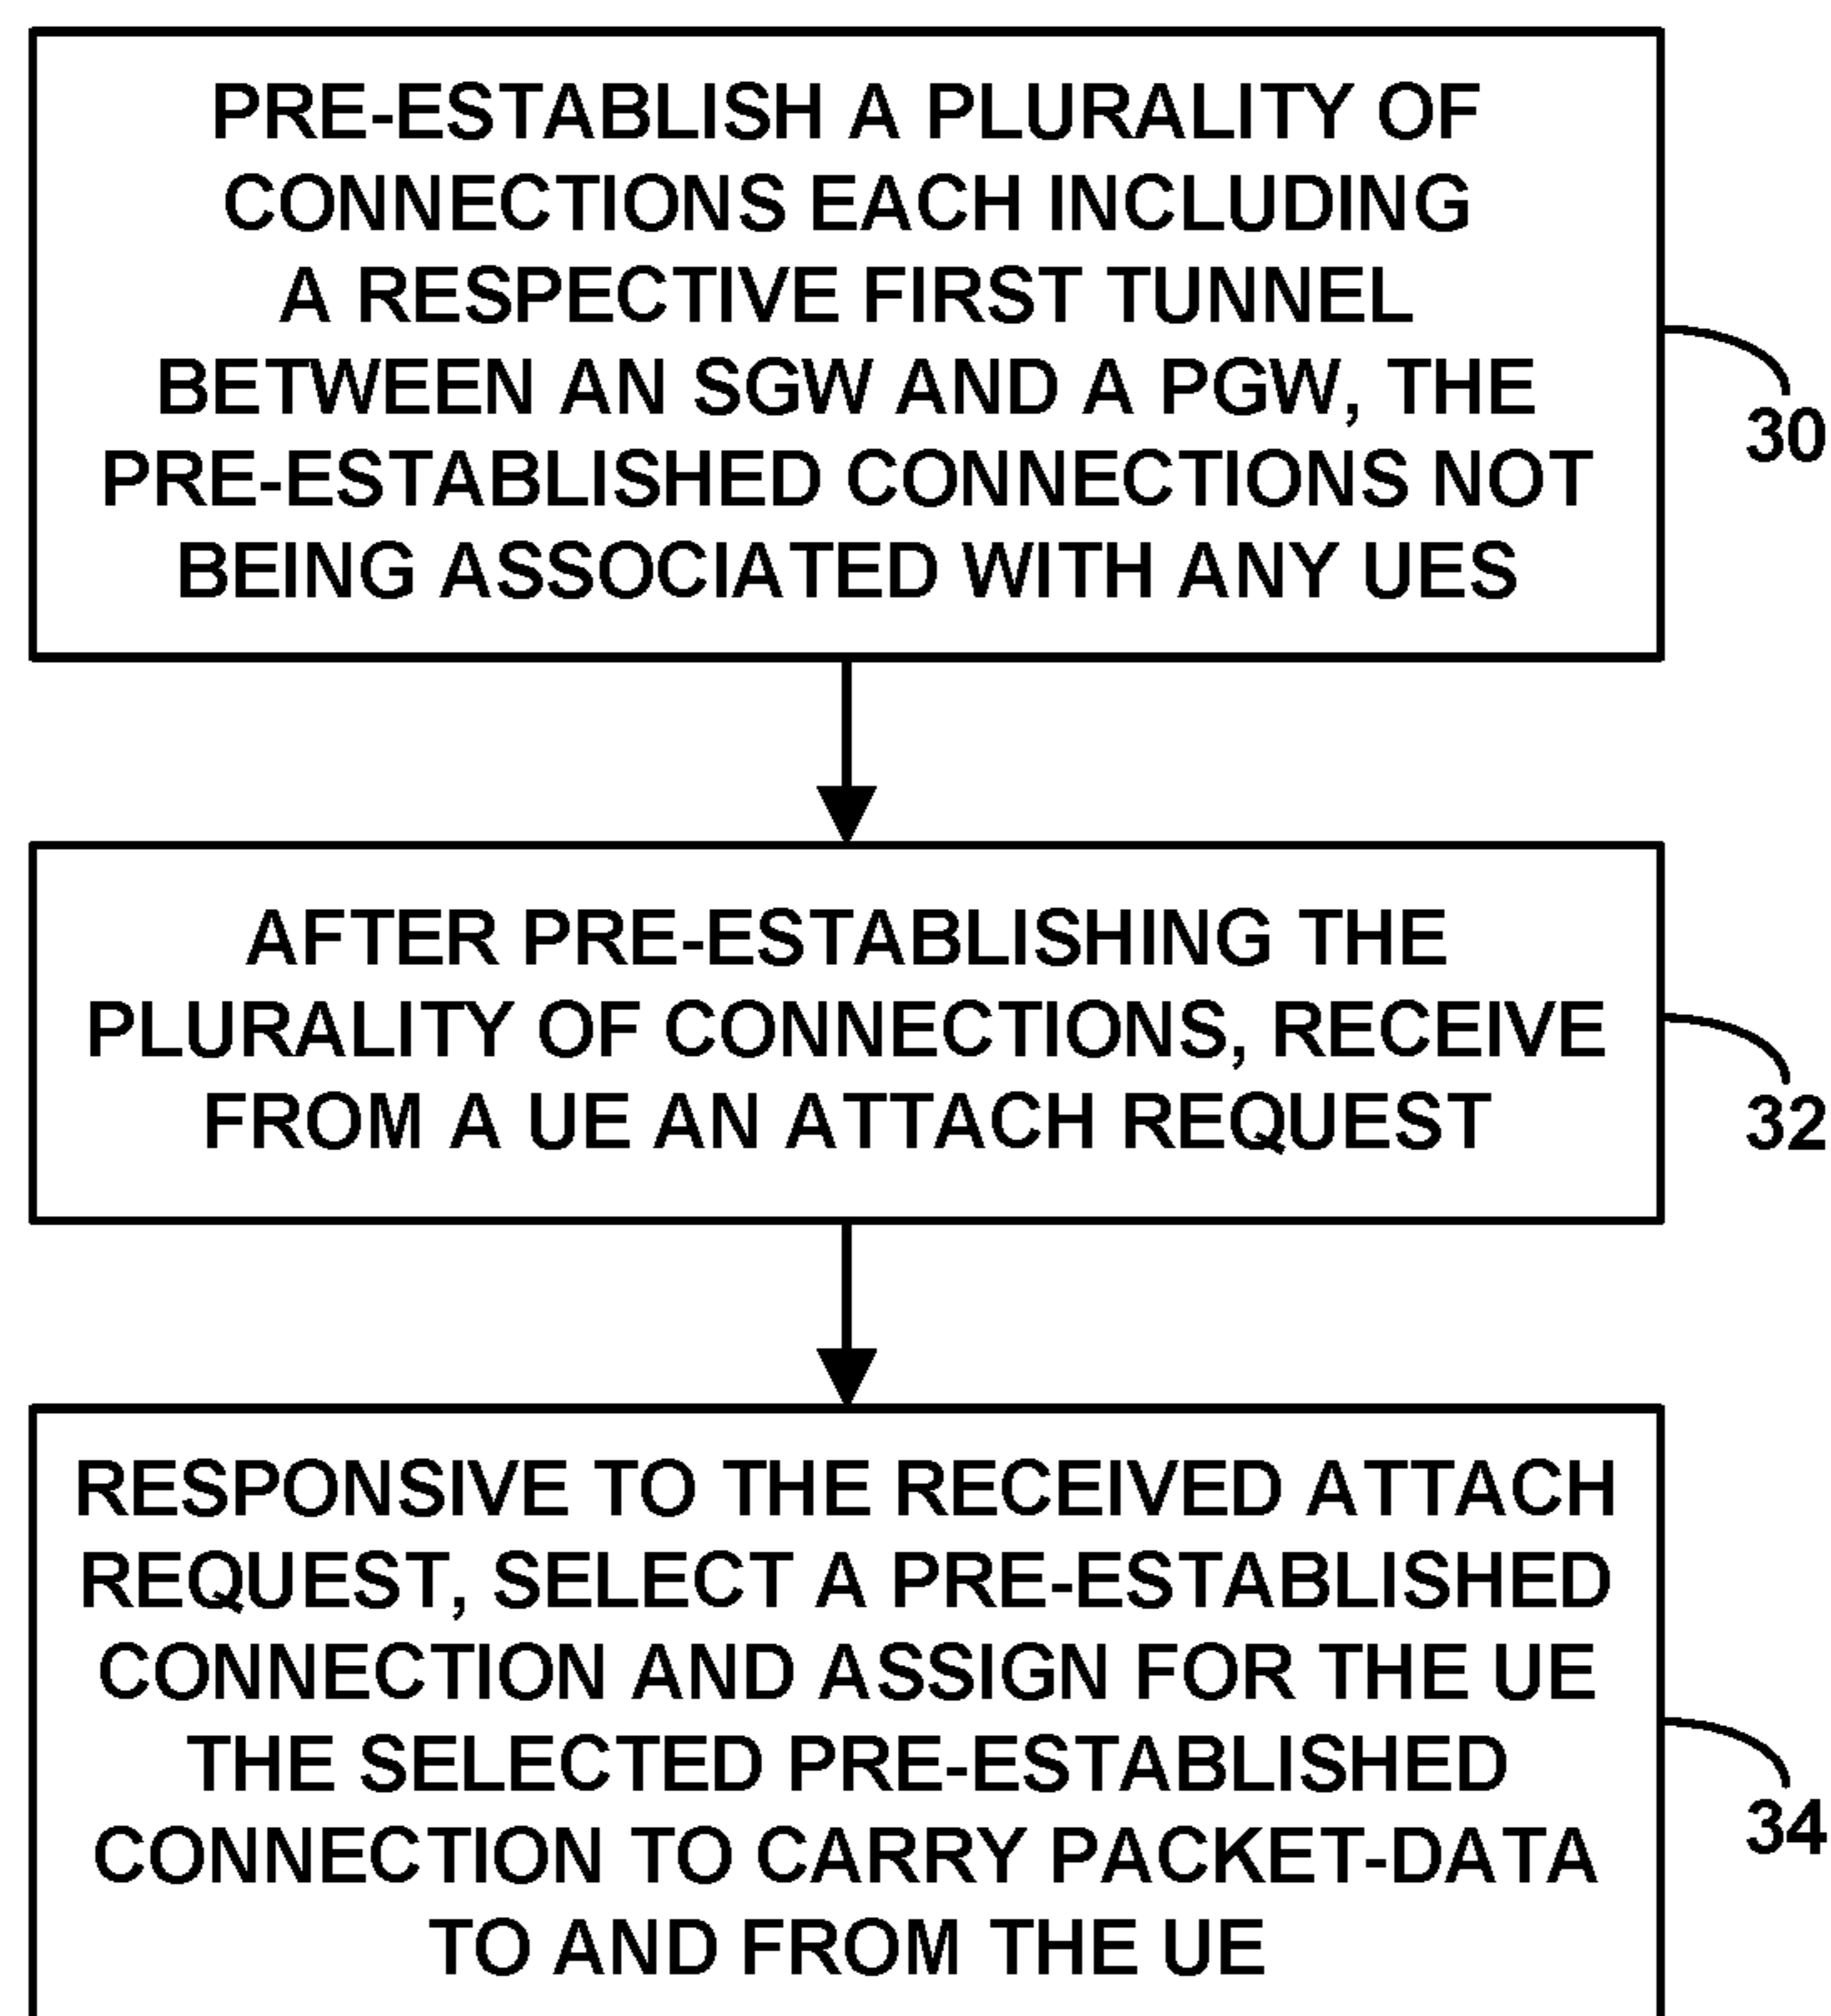 PRE-ESTABLISH A PLURALITY OF
CONNECTIONS EACH INCLUDING
A RESPECTIVE FIRST TUNNEL
BETWEEN AN SGW AND A PGW, THE
PRE-ESTABLISHED CONNECTIONS NOT
BEING ASSOCIATED WITH ANY UES
30
AFTER PRE-ESTABLISHING THE
PLURALITY OF CONNECTIONS, RECEIVE
FROM A UE AN ATTACH REQUEST
32
RESPONSIVE TO THE RECEIVED ATTACH
REQUEST, SELECT A PRE-ESTABLISHED
CONNECTION AND ASSIGN FOR THE UE
THE SELECTED PRE-ESTABLISHED
CONNECTION TO CARRY PACKET-DATA
TO AND FROM THE UE
34